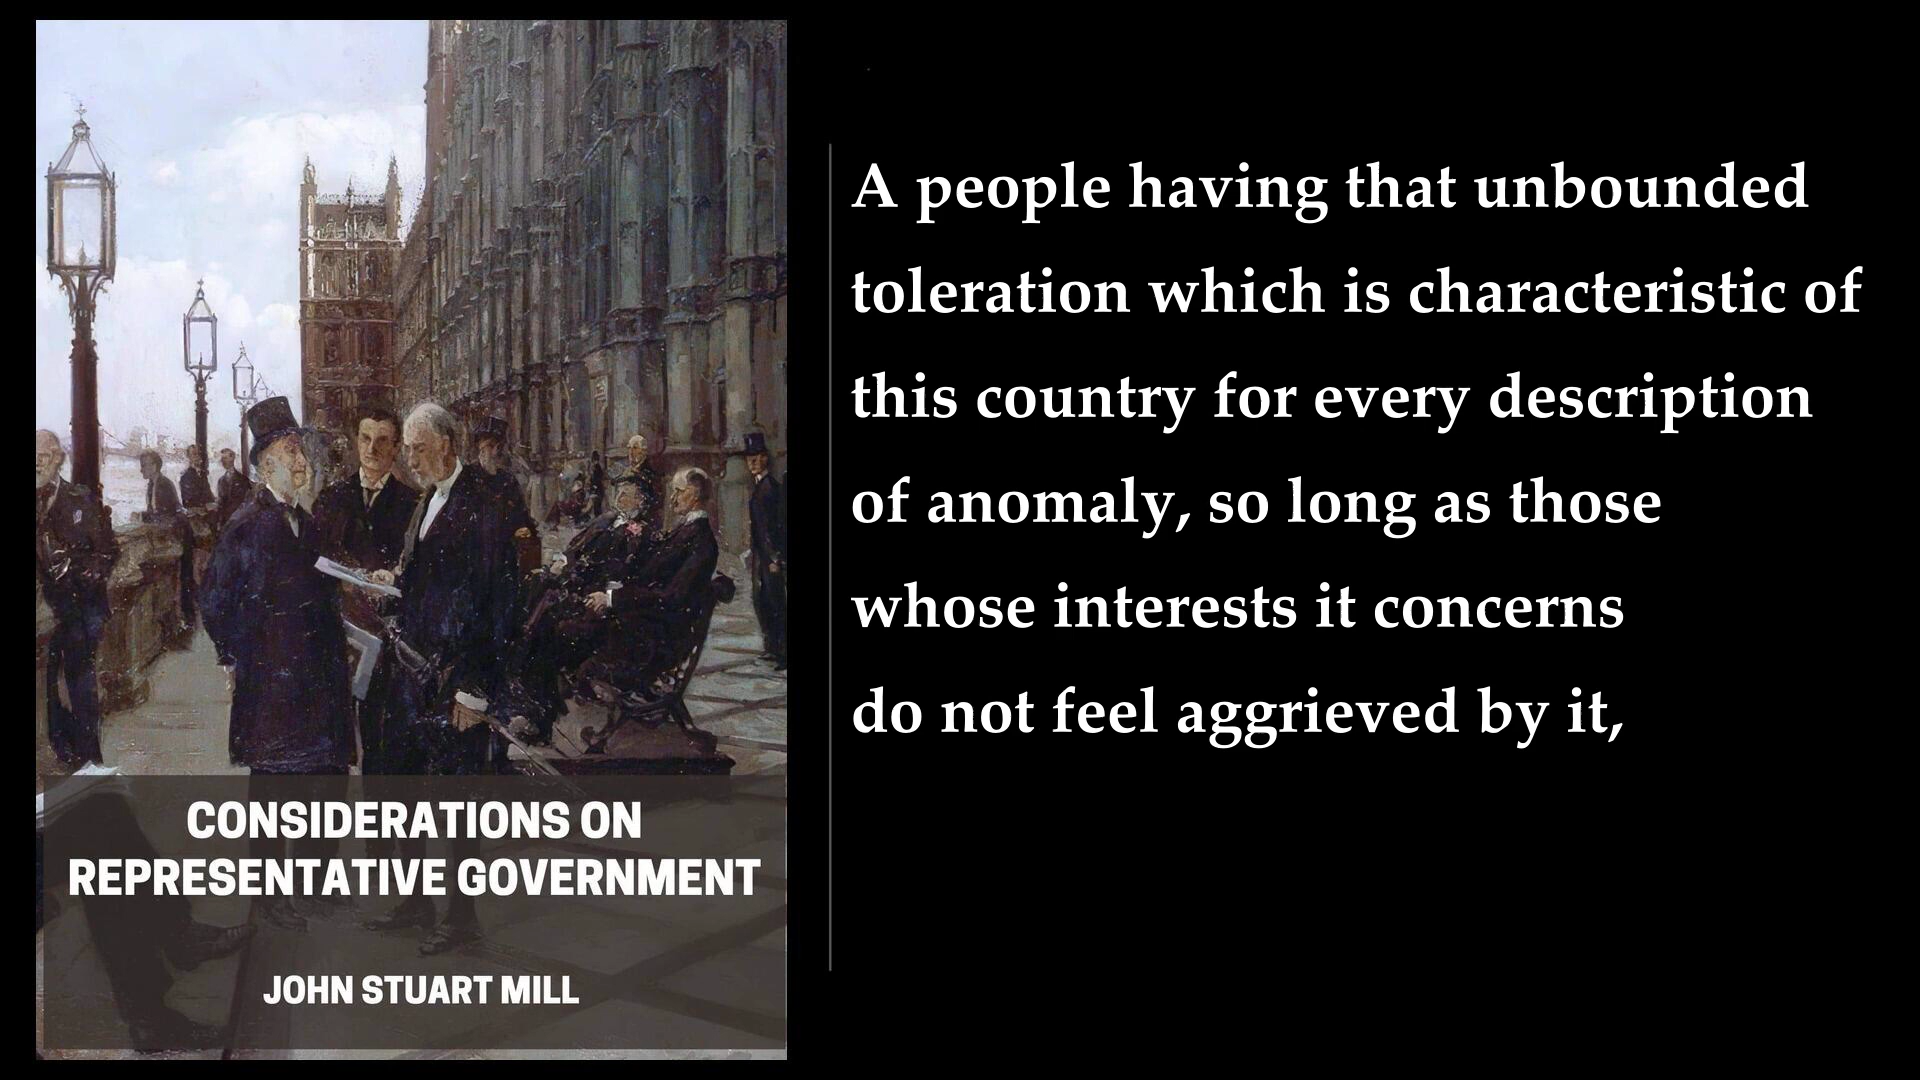 CONSIDERATIONS ON
REPRESENTATIVE GOVERNMENT
JOHN STUART MILL
A people having that unbounded
toleration which is characteristic of
this country for every description
of anomaly, so long as those
whose interests it concerns
do not feel aggrieved by it,